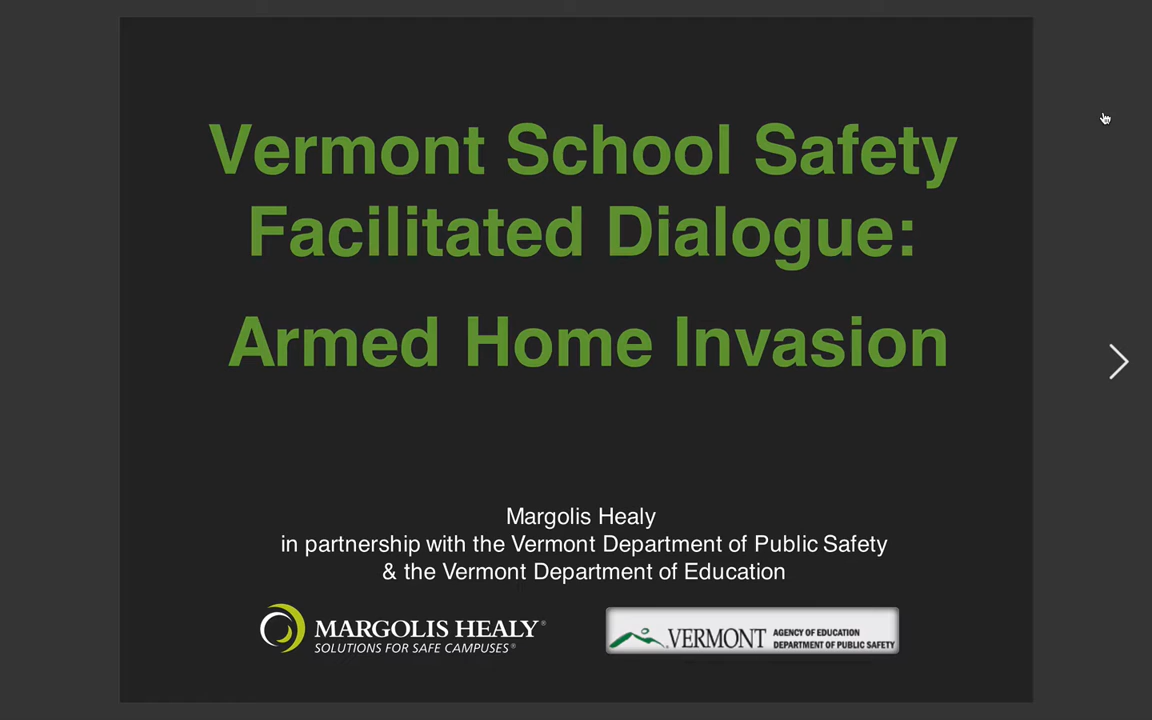 Vermont School Safety
Facilitated Dialogue:
Armed Home Invasion
Margolis Healy
in partnership with the Vermont Department of Public Safety
& the Vermont Department of Education
MARGOLIS HEALY®
SOLUTIONS FOR SAFE CAMPUSES®
VERMONT
AGENCY OF EDUCATION
DEPARTMENT OF PUBLIC SAFETY